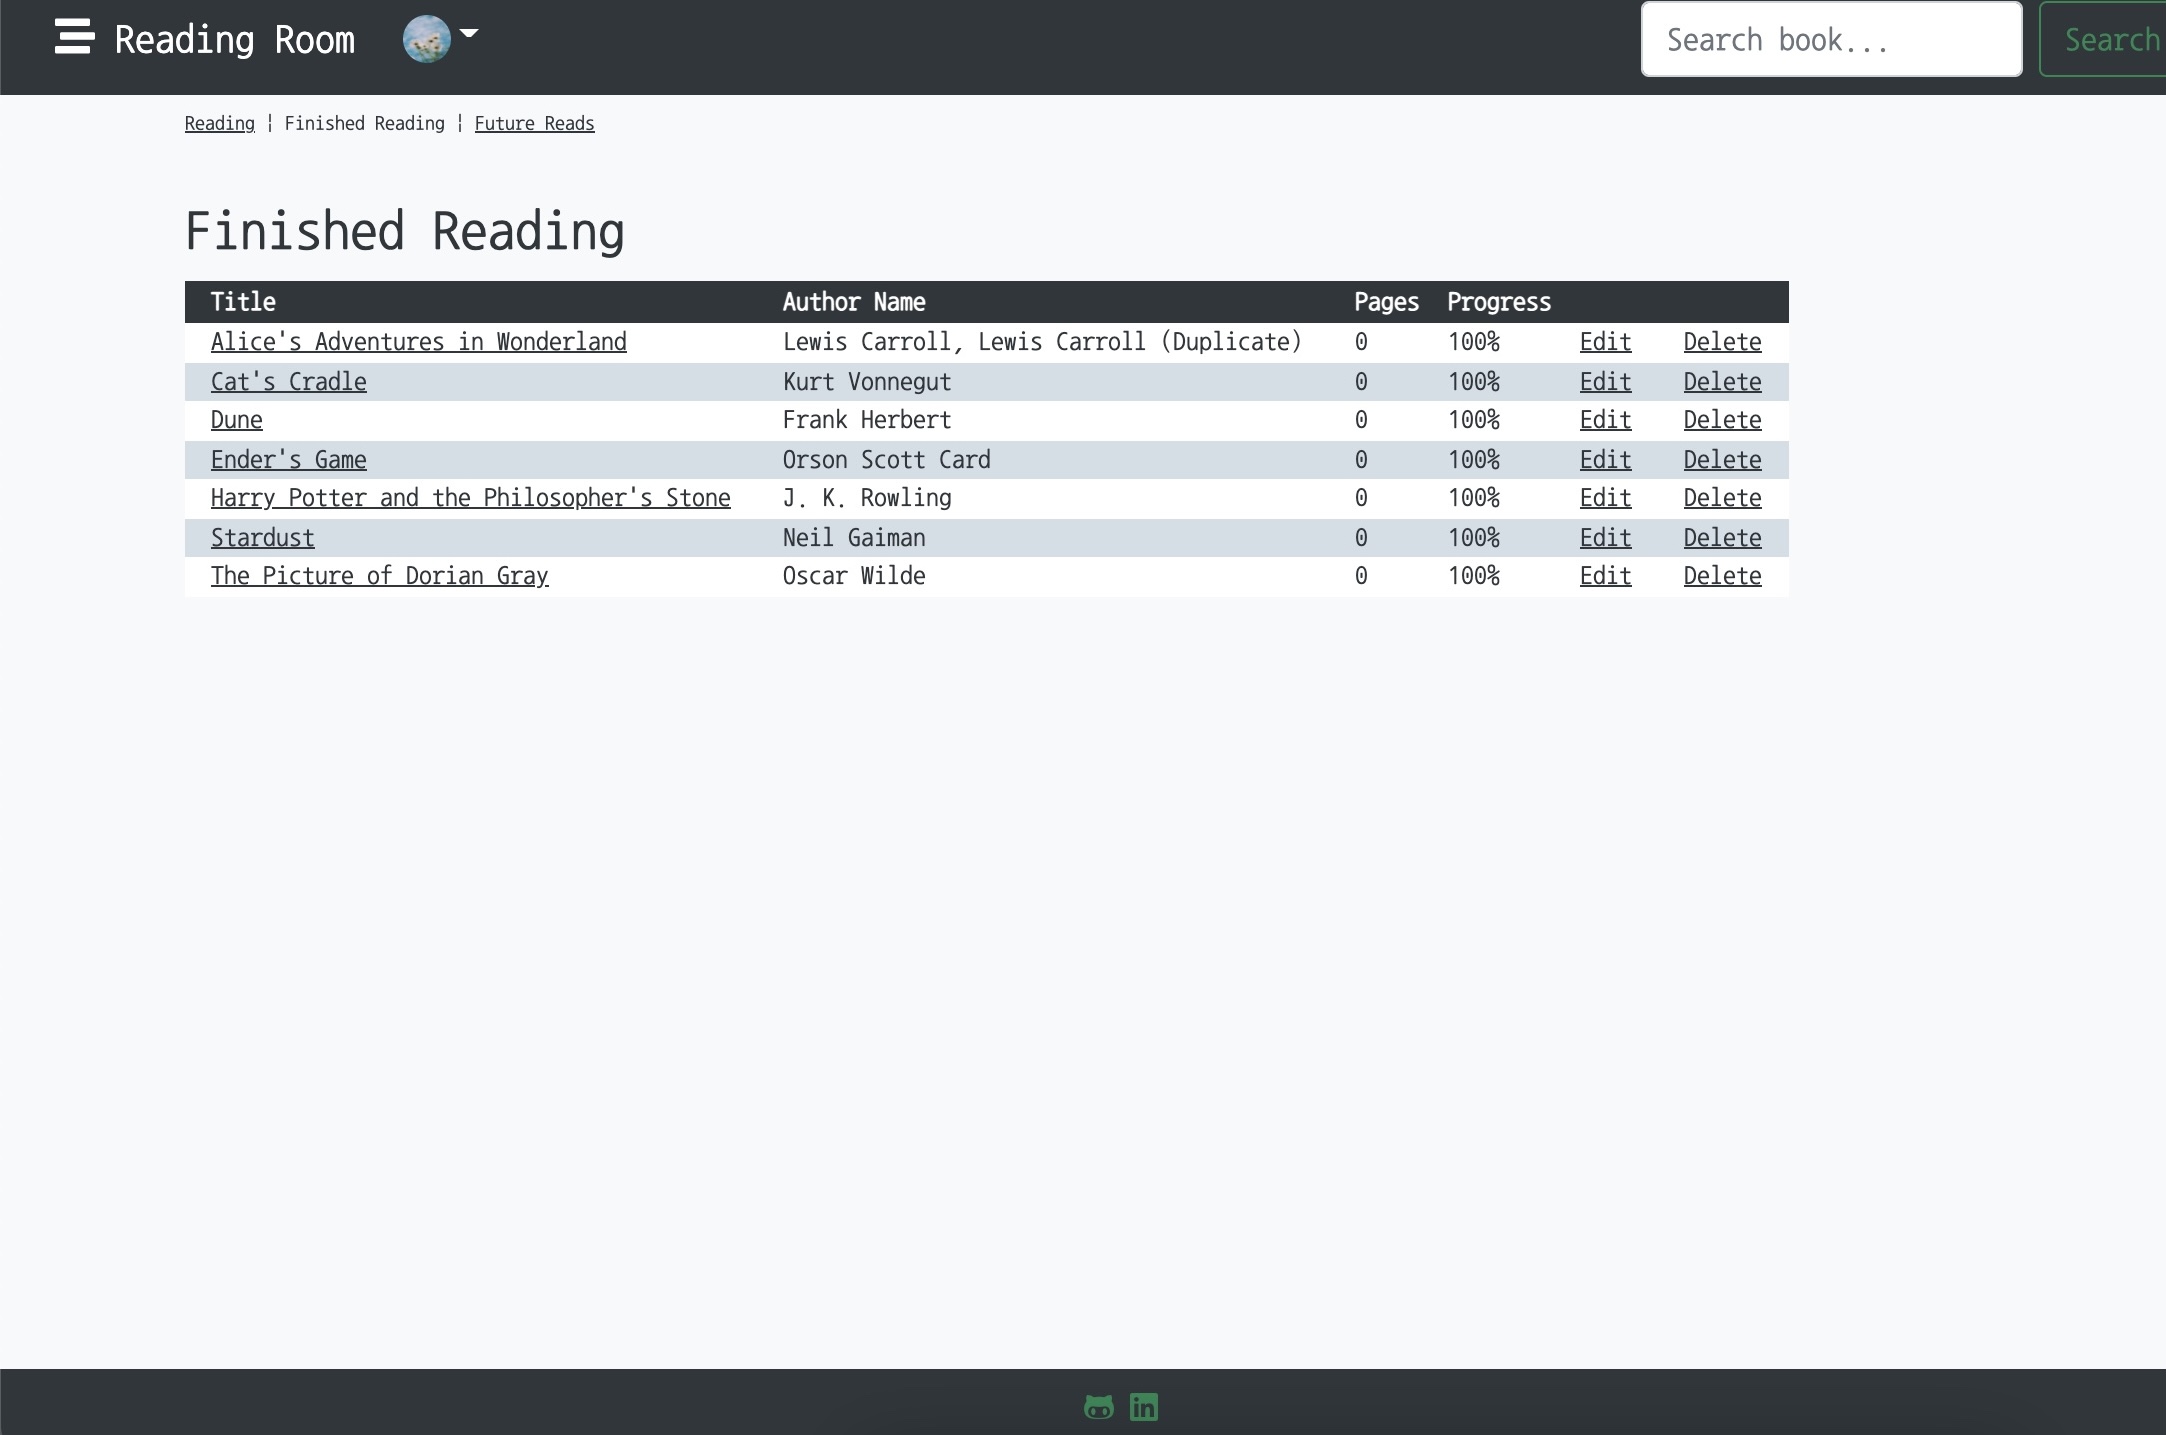 Reading Room Search book... Search
Reading | Finished Reading | Future Reads
Finished Reading
Title Author Name Pages Progress
Alice's Adventures in Wonderland Lewis Carroll, Lewis Carroll (Duplicate) 0 100% Edit Delete
Cat's Cradle Kurt Vonnegut 0 100% Edit Delete
Dune Frank Herbert 0 100% Edit Delete
Ender's Game Orson Scott Card 0 100% Edit Delete
Harry Potter and the Philosopher's Stone J. K. Rowling 0 100% Edit Delete
Stardust Neil Gaiman 0 100% Edit Delete
The Picture of Dorian Gray Oscar Wilde 0 100% Edit Delete
in